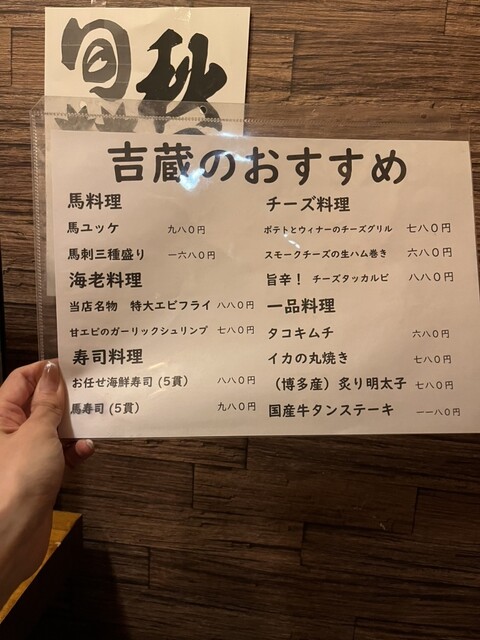 旬 秋
吉蔵のおすすめ
馬料理
馬ユッケ 九八〇円
馬刺三種盛り 一六八〇円
海老料理
当店名物 特大エビフライ 八八〇円
甘エビのガーリックシュリンプ 七八〇円
寿司料理
お任せ海鮮寿司(5貫) 八八〇円
馬寿司(5貫) 九八〇円
チーズ料理
ポテトとウィナーのチーズグリル 七八〇円
スモークチーズの生ハム巻き 六八〇円
旨辛! チーズタッカルビ 八八〇円
一品料理
タコキムチ 六八〇円
イカの丸焼き 七八〇円
(博多産)炙り明太子 七八〇円
国産牛タンステーキ 一一八〇円